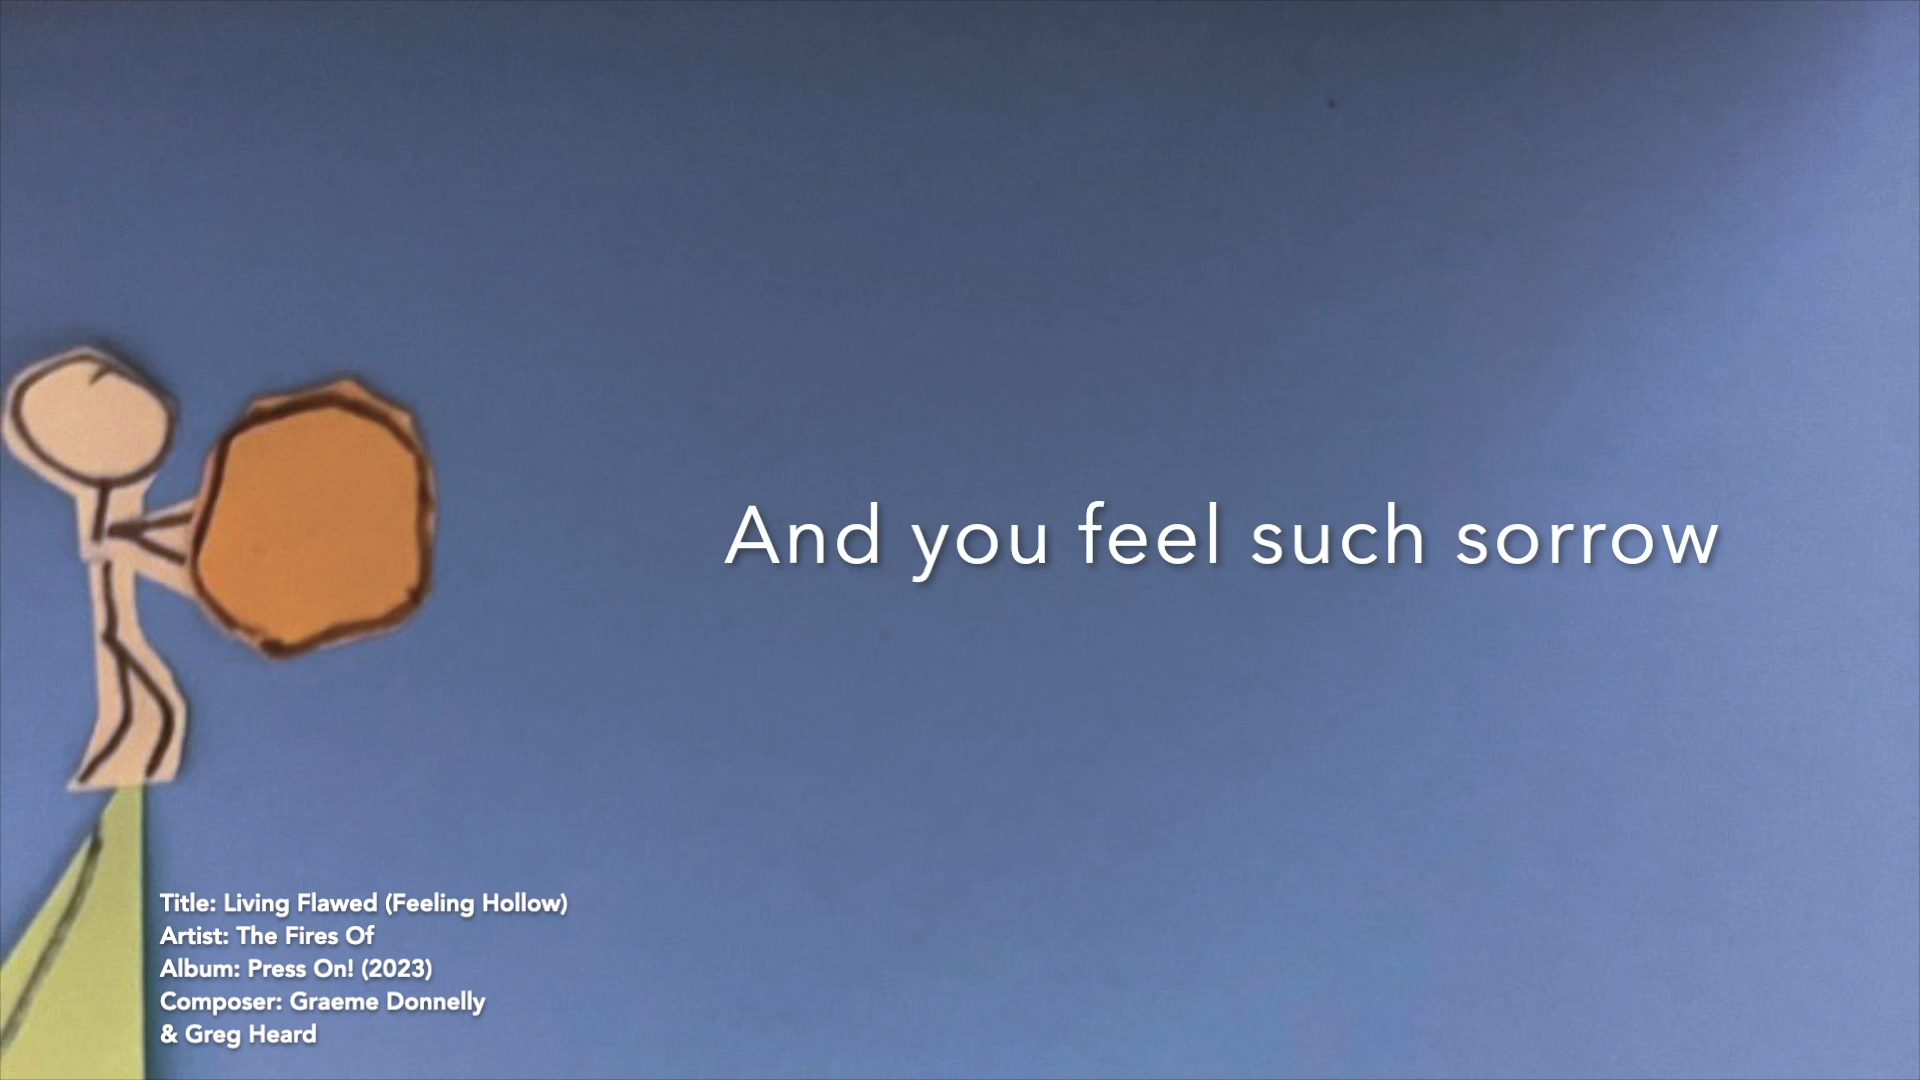 And you feel such sorrow
Title: Living Flawed (Feeling Hollow)
Artist: The Fires Of
Album: Press On! (2023)
Composer: Graeme Donnelly
& Greg Heard